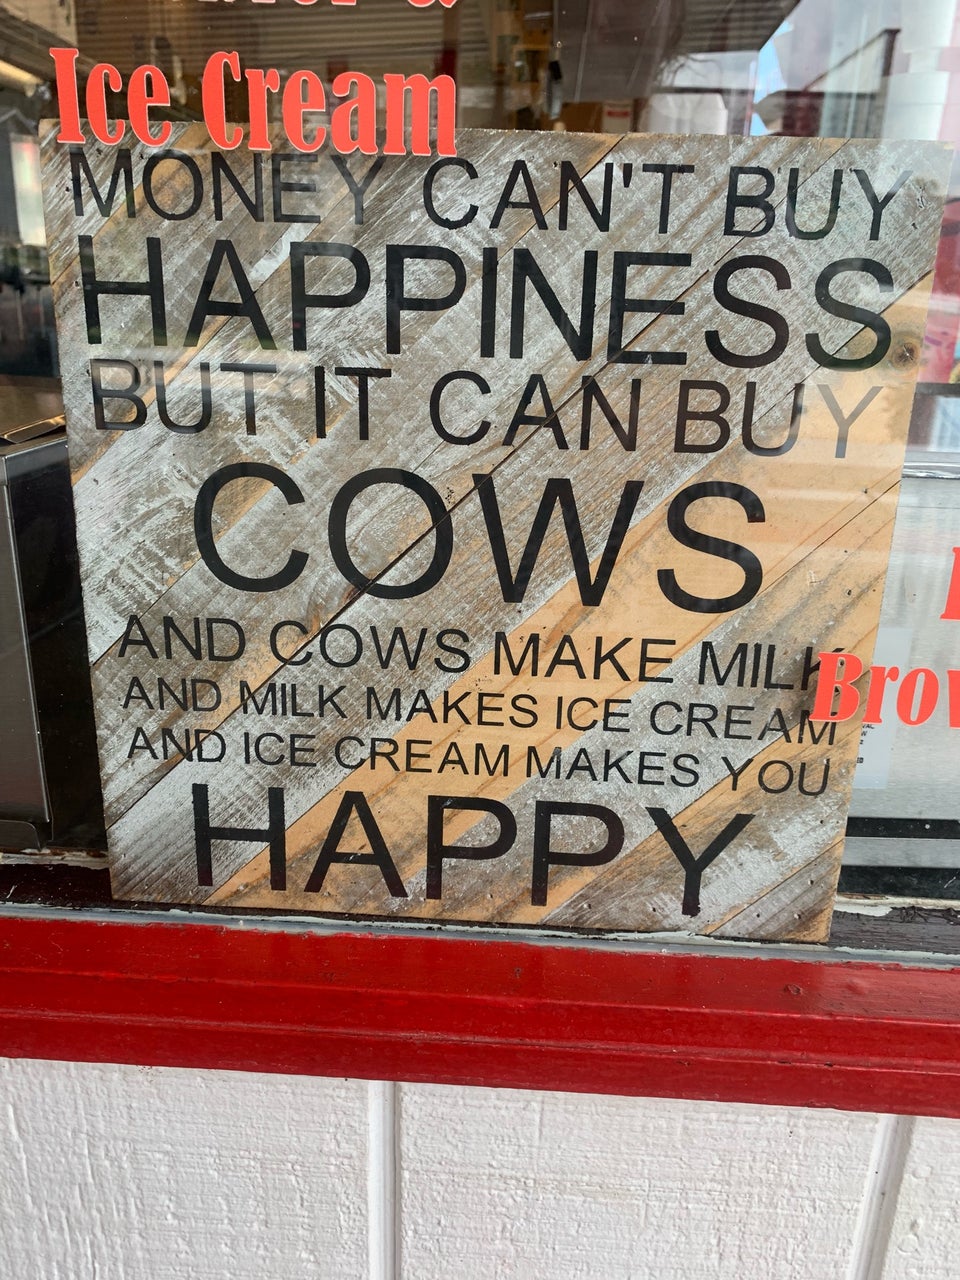 Ice Cream
MONEY CAN'T BUY
HAPPINESS
BUT IT CAN BUY
COWS
AND COWS MAKE MILK
AND MILK MAKES ICE CREAM
AND ICE CREAM MAKES YOU
HAPPY